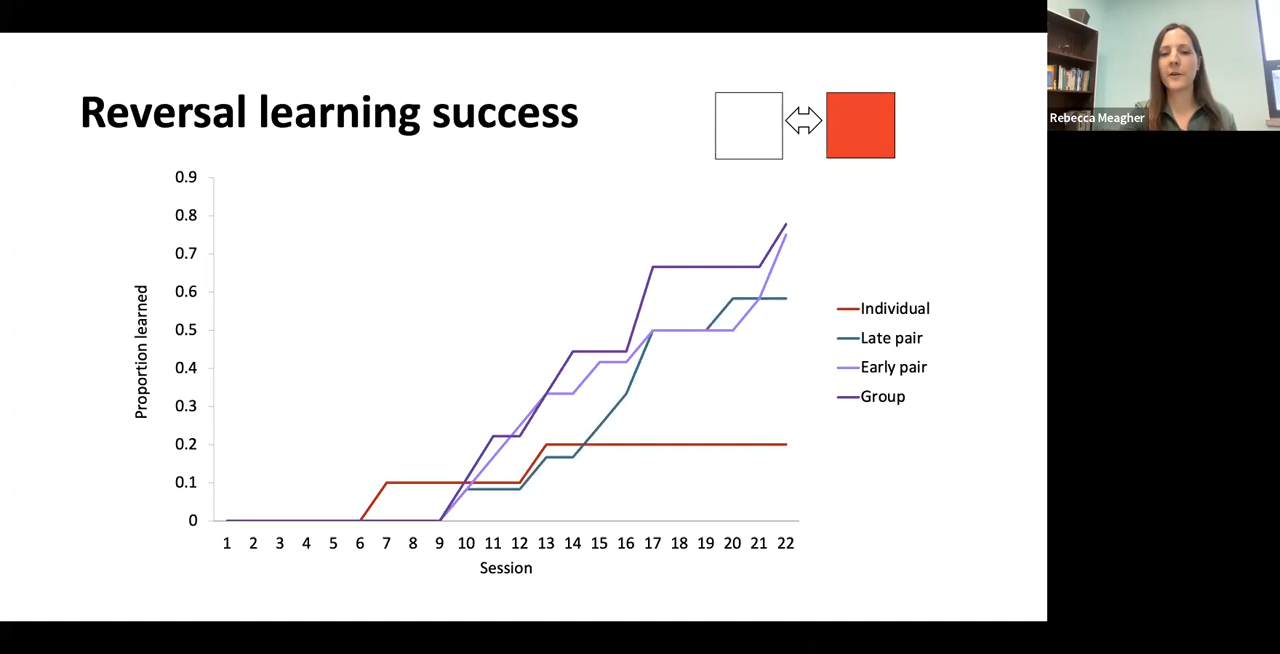 Reversal learning success
Rebecca Meagher
0.9
0.8
0.7
0.6
0.5
0.4
0.3
0.2
0.1
0
Proportion learned
1 2 3 4 5 6 7 8 9 10 11 12 13 14 15 16 17 18 19 20 21 22
Session
Individual
Late pair
Early pair
Group